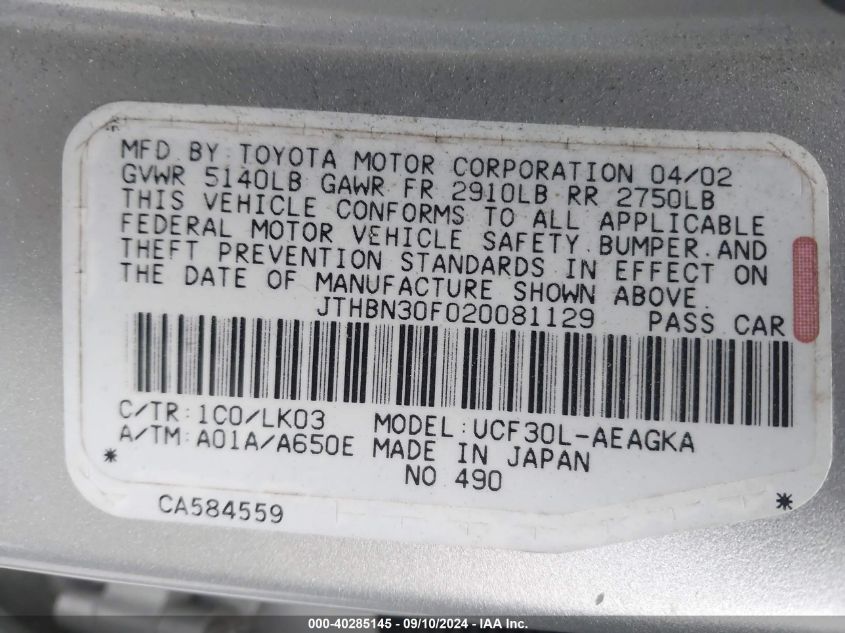 MFD BY TOYOTA MOTOR CORPORATION 04/02
GVWR 5140LB GAWR FR 2910LB RR 2750LB
THIS VEHICLE CONFORMS TO ALL APPLICABLE
FEDERAL MOTOR VEHICLE SAFETY.BUMPER.AND
THEFT PREVENTION STANDARDS IN EFFECT ON
THE DATE OF MANUFACTURE SHOWN ABOVE.
JTHBN30F020081129 PASS CAR
C/TR:1C0/LK03 MODEL:UCF30L-AEAGKA
A/TM:A01A/A650E MADE IN JAPAN
* NO 490 *
CA584559
000-40285145 - 09/10/2024 - www.iaai.com